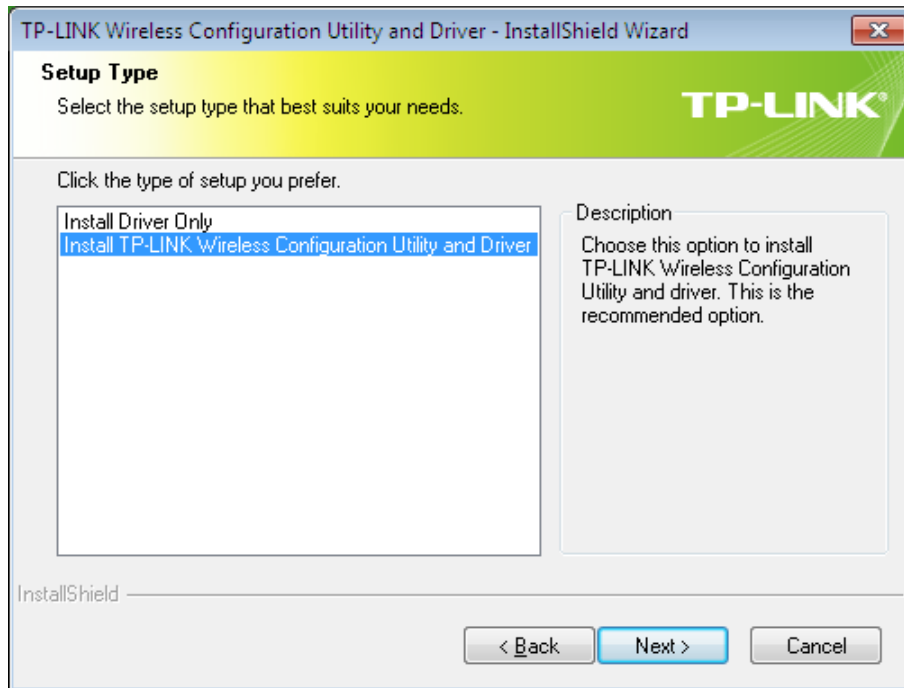 TP-LINK Wireless Configuration Utility and Driver - InstallShield Wizard
Setup Type
Select the setup type that best suits your needs.
TP-LINK®
Click the type of setup you prefer.
Install Driver Only
Install TP-LINK Wireless Configuration Utility and Driver
Description
Choose this option to install
TP-LINK Wireless Configuration
Utility and driver. This is the
recommended option.
InstallShield
< Back
Next >
Cancel